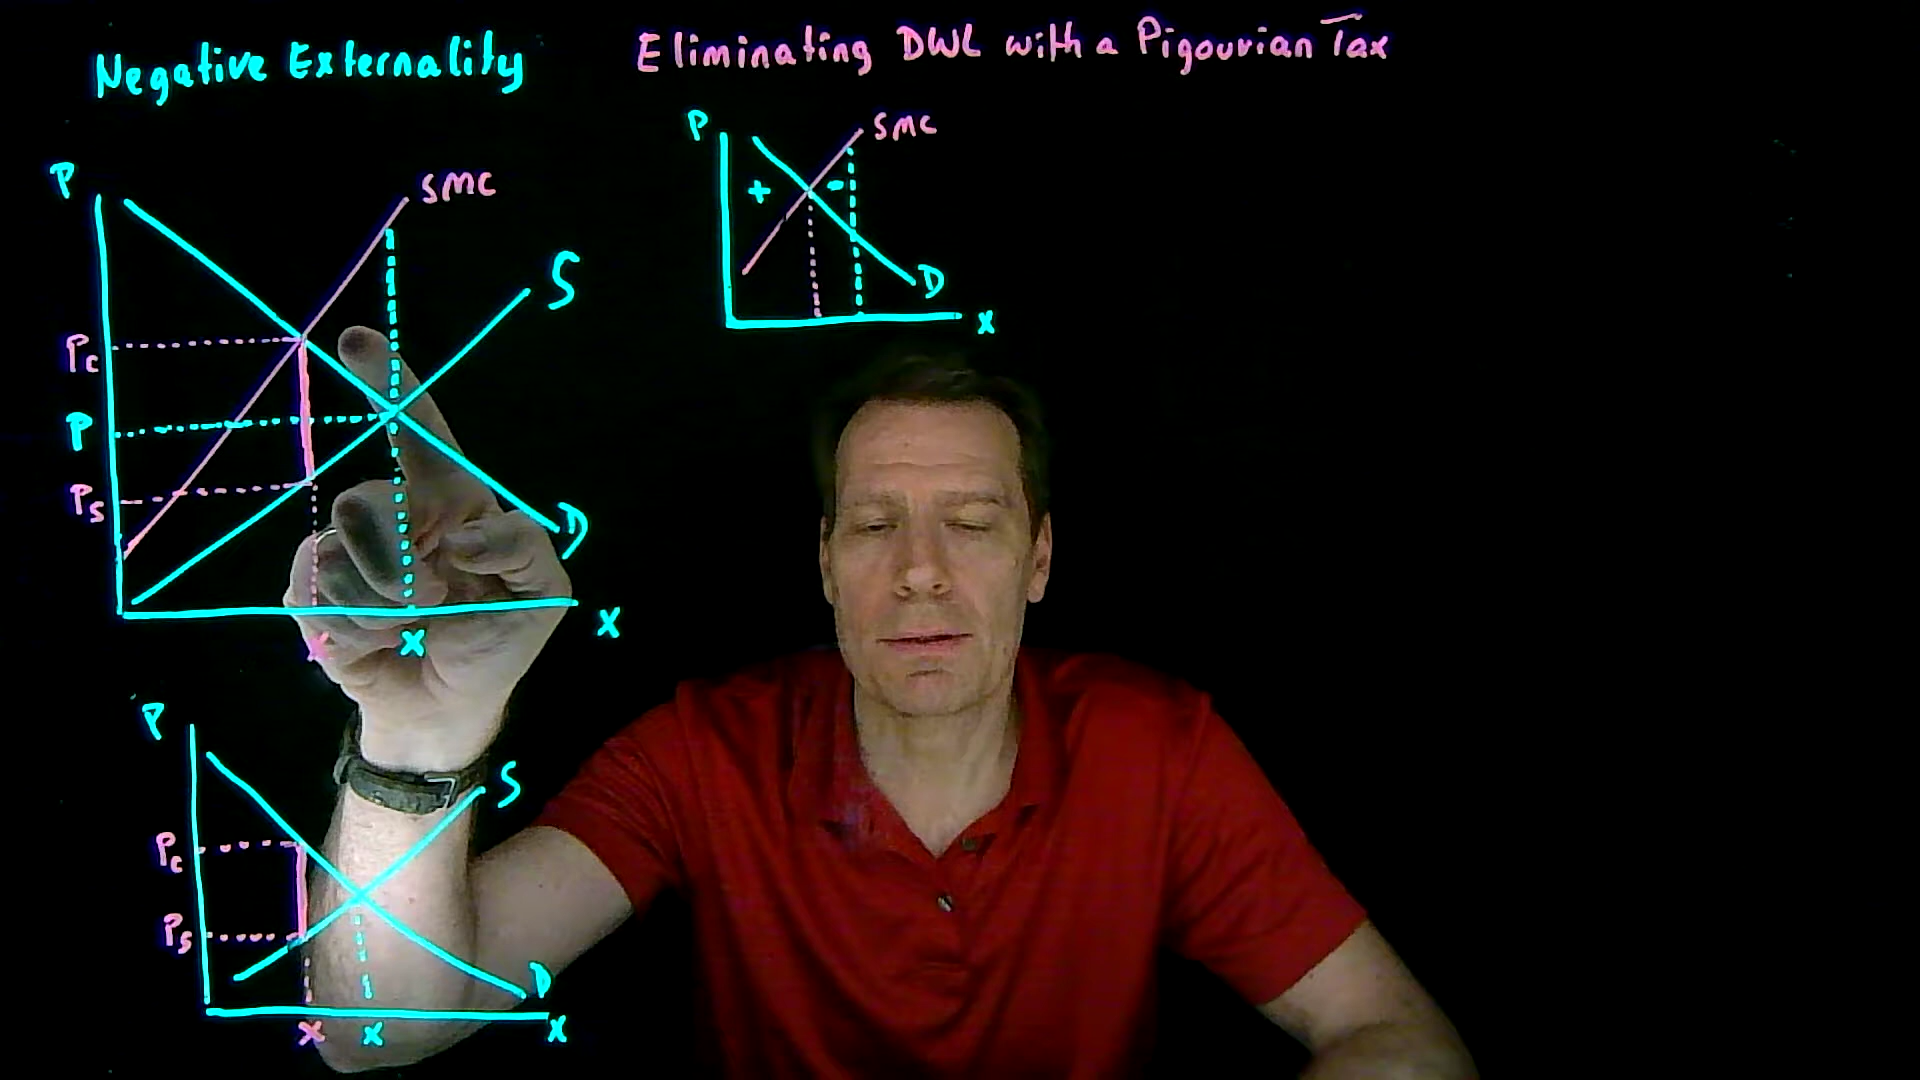 Negative Externality
Eliminating DWL with a Pigouvian Tax
P
SMC
S
Pc
P
Ps
D
X
X
X
P
SMC
+
-
D
X
P
S
Pc
Ps
D
X
X
X